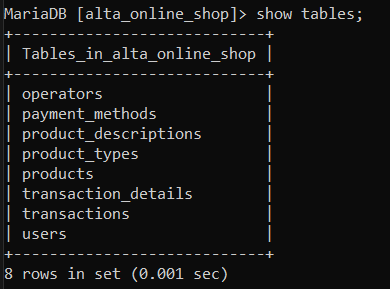 MariaDB [alta_online_shop]> show tables;
+----------------------------+
| Tables_in_alta_online_shop |
+----------------------------+
| operators                  |
| payment_methods            |
| product_descriptions       |
| product_types              |
| products                   |
| transaction_details        |
| transactions               |
| users                      |
+----------------------------+
8 rows in set (0.001 sec)